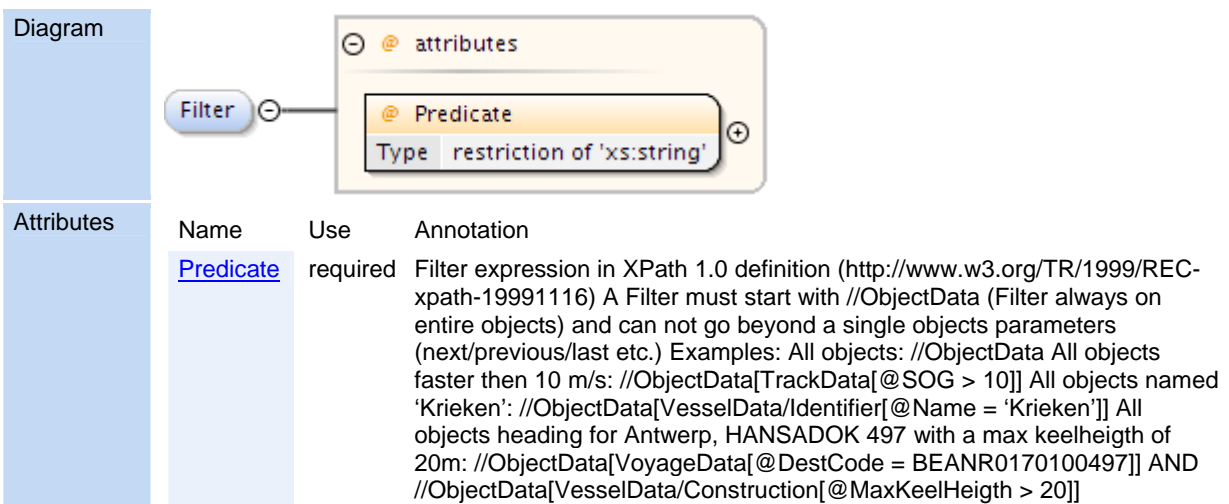 Diagram
@ attributes
Filter
@ Predicate
Type restriction of 'xs:string'
Attributes
Name Use Annotation
Predicate required Filter expression in XPath 1.0 definition (http://www.w3.org/TR/1999/REC-
xpath-19991116) A Filter must start with //ObjectData (Filter always on
entire objects) and can not go beyond a single objects parameters
(next/previous/last etc.) Examples: All objects: //ObjectData All objects
faster then 10 m/s: //ObjectData[TrackData[@SOG > 10]] All objects named
‘Krieken’: //ObjectData[VesselData/Identifier[@Name = ‘Krieken’]] All
objects heading for Antwerp, HANSADOK 497 with a max keelheigth of
20m: //ObjectData[VoyageData[@DestCode = BEANR0170100497]] AND
//ObjectData[VesselData/Construction[@MaxKeelHeigth > 20]]